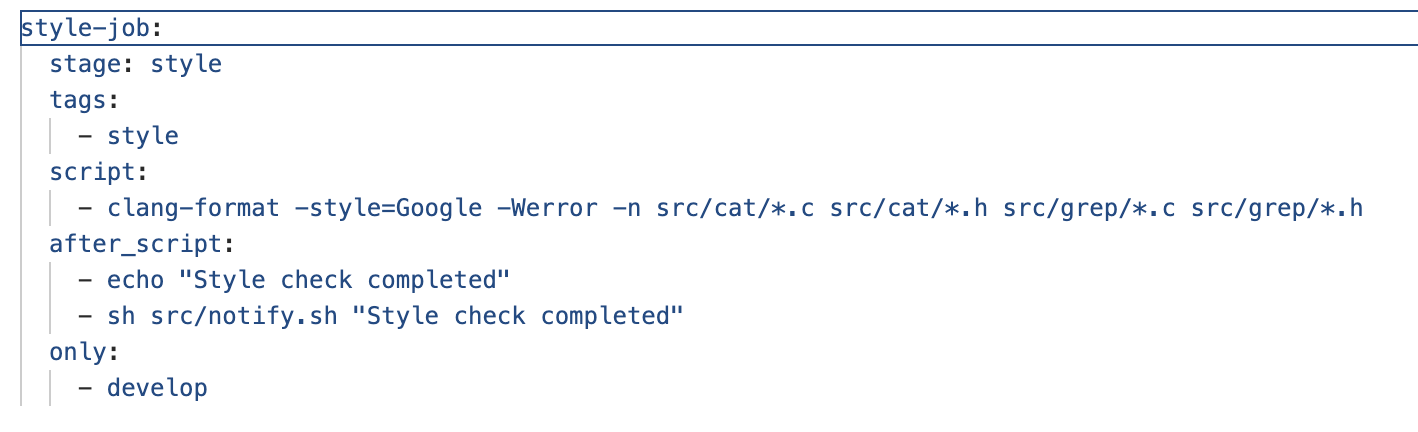 style-job:
  stage: style
  tags:
    - style
  script:
    - clang-format -style=Google -Werror -n src/cat/*.c src/cat/*.h src/grep/*.c src/grep/*.h
  after_script:
    - echo "Style check completed"
    - sh src/notify.sh "Style check completed"
  only:
    - develop